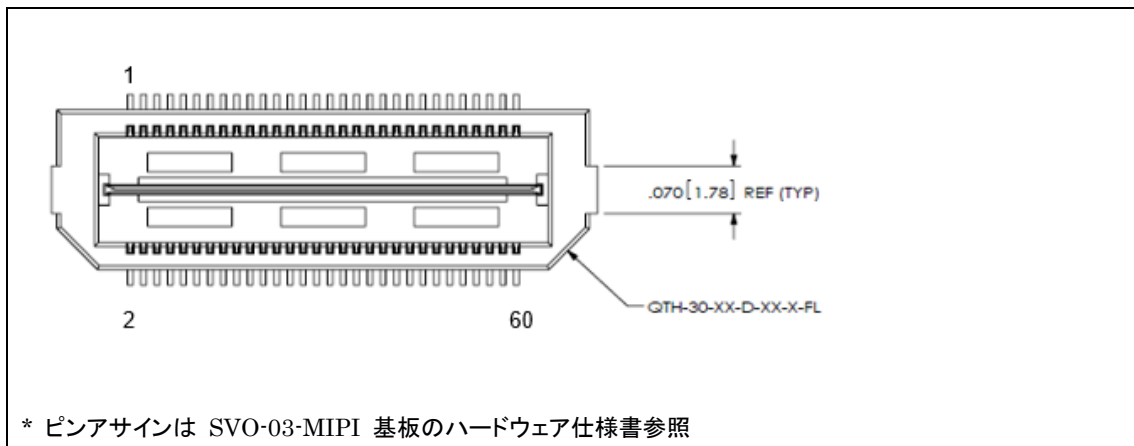 1
.070[1.78] REF (TYP)
QTH-30-XX-D-XX-X-FL
2 60
* ピンアサインは SVO-03-MIPI 基板のハードウェア仕様書参照